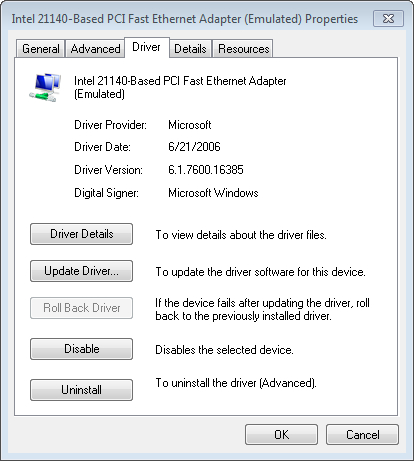 Intel 21140-Based PCI Fast Ethernet Adapter (Emulated) Properties
General Advanced Driver Details Resources
Intel 21140-Based PCI Fast Ethernet Adapter
(Emulated)
Driver Provider: Microsoft
Driver Date: 6/21/2006
Driver Version: 6.1.7600.16385
Digital Signer: Microsoft Windows
Driver Details To view details about the driver files.
Update Driver... To update the driver software for this device.
Roll Back Driver If the device fails after updating the driver, roll
back to the previously installed driver.
Disable Disables the selected device.
Uninstall To uninstall the driver (Advanced).
OK Cancel